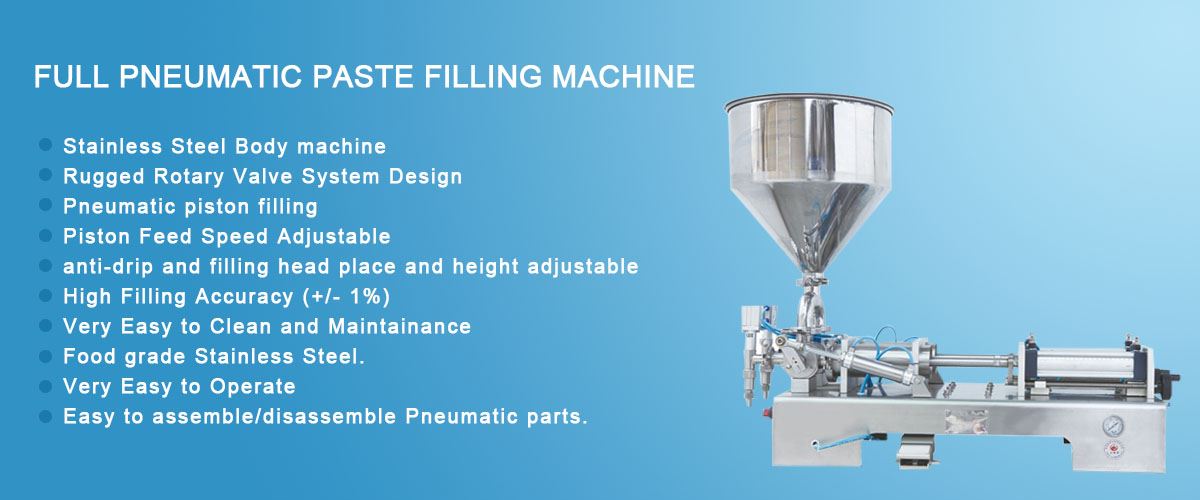 FULL PNEUMATIC PASTE FILLING MACHINE
Stainless Steel Body machine
Rugged Rotary Valve System Design
Pneumatic piston filling
Piston Feed Speed Adjustable
anti-drip and filling head place and height adjustable
High Filling Accuracy (+/- 1%)
Very Easy to Clean and Maintainance
Food grade Stainless Steel.
Very Easy to Operate
Easy to assemble/disassemble Pneumatic parts.